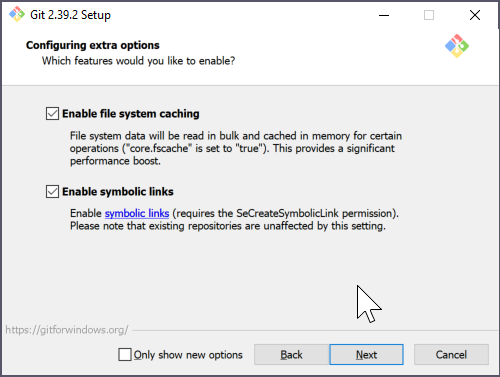 Git 2.39.2 Setup
Configuring extra options
Which features would you like to enable?
Enable file system caching
File system data will be read in bulk and cached in memory for certain
operations ("core.fscache" is set to "true"). This provides a significant
performance boost.
Enable symbolic links
Enable symbolic links (requires the SeCreateSymbolicLink permission).
Please note that existing repositories are unaffected by this setting.
https://gitforwindows.org/
Only show new options
Back
Next
Cancel